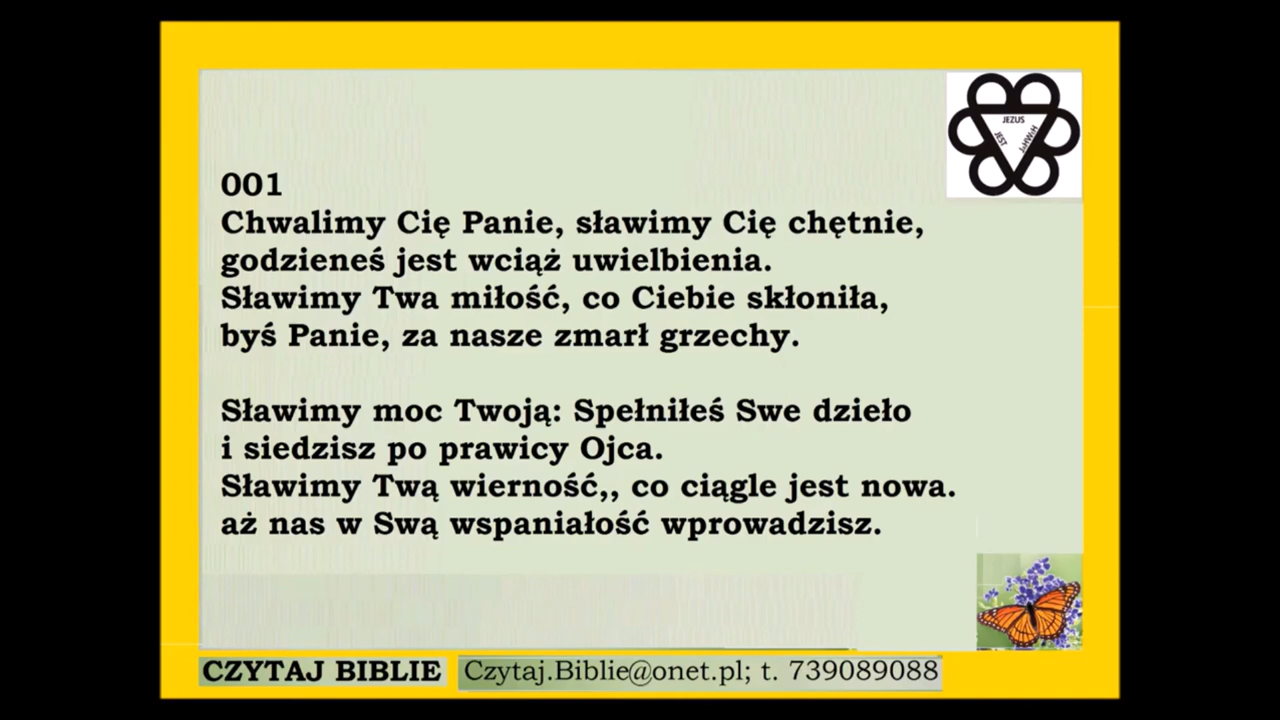 JEZUS
JEST
JaHWeH
001
Chwalimy Cię Panie, sławimy Cię chętnie,
godzieneś jest wciąż uwielbienia.
Sławimy Twa miłość, co Ciebie skłoniła,
byś Panie, za nasze zmarł grzechy.
Sławimy moc Twoją: Spełniłeś Swe dzieło
i siedzisz po prawicy Ojca.
Sławimy Twą wierność,, co ciągle jest nowa.
aż nas w Swą wspaniałość wprowadzisz.
CZYTAJ BIBLIE Czytaj.Biblie@onet.pl; t. 739089088